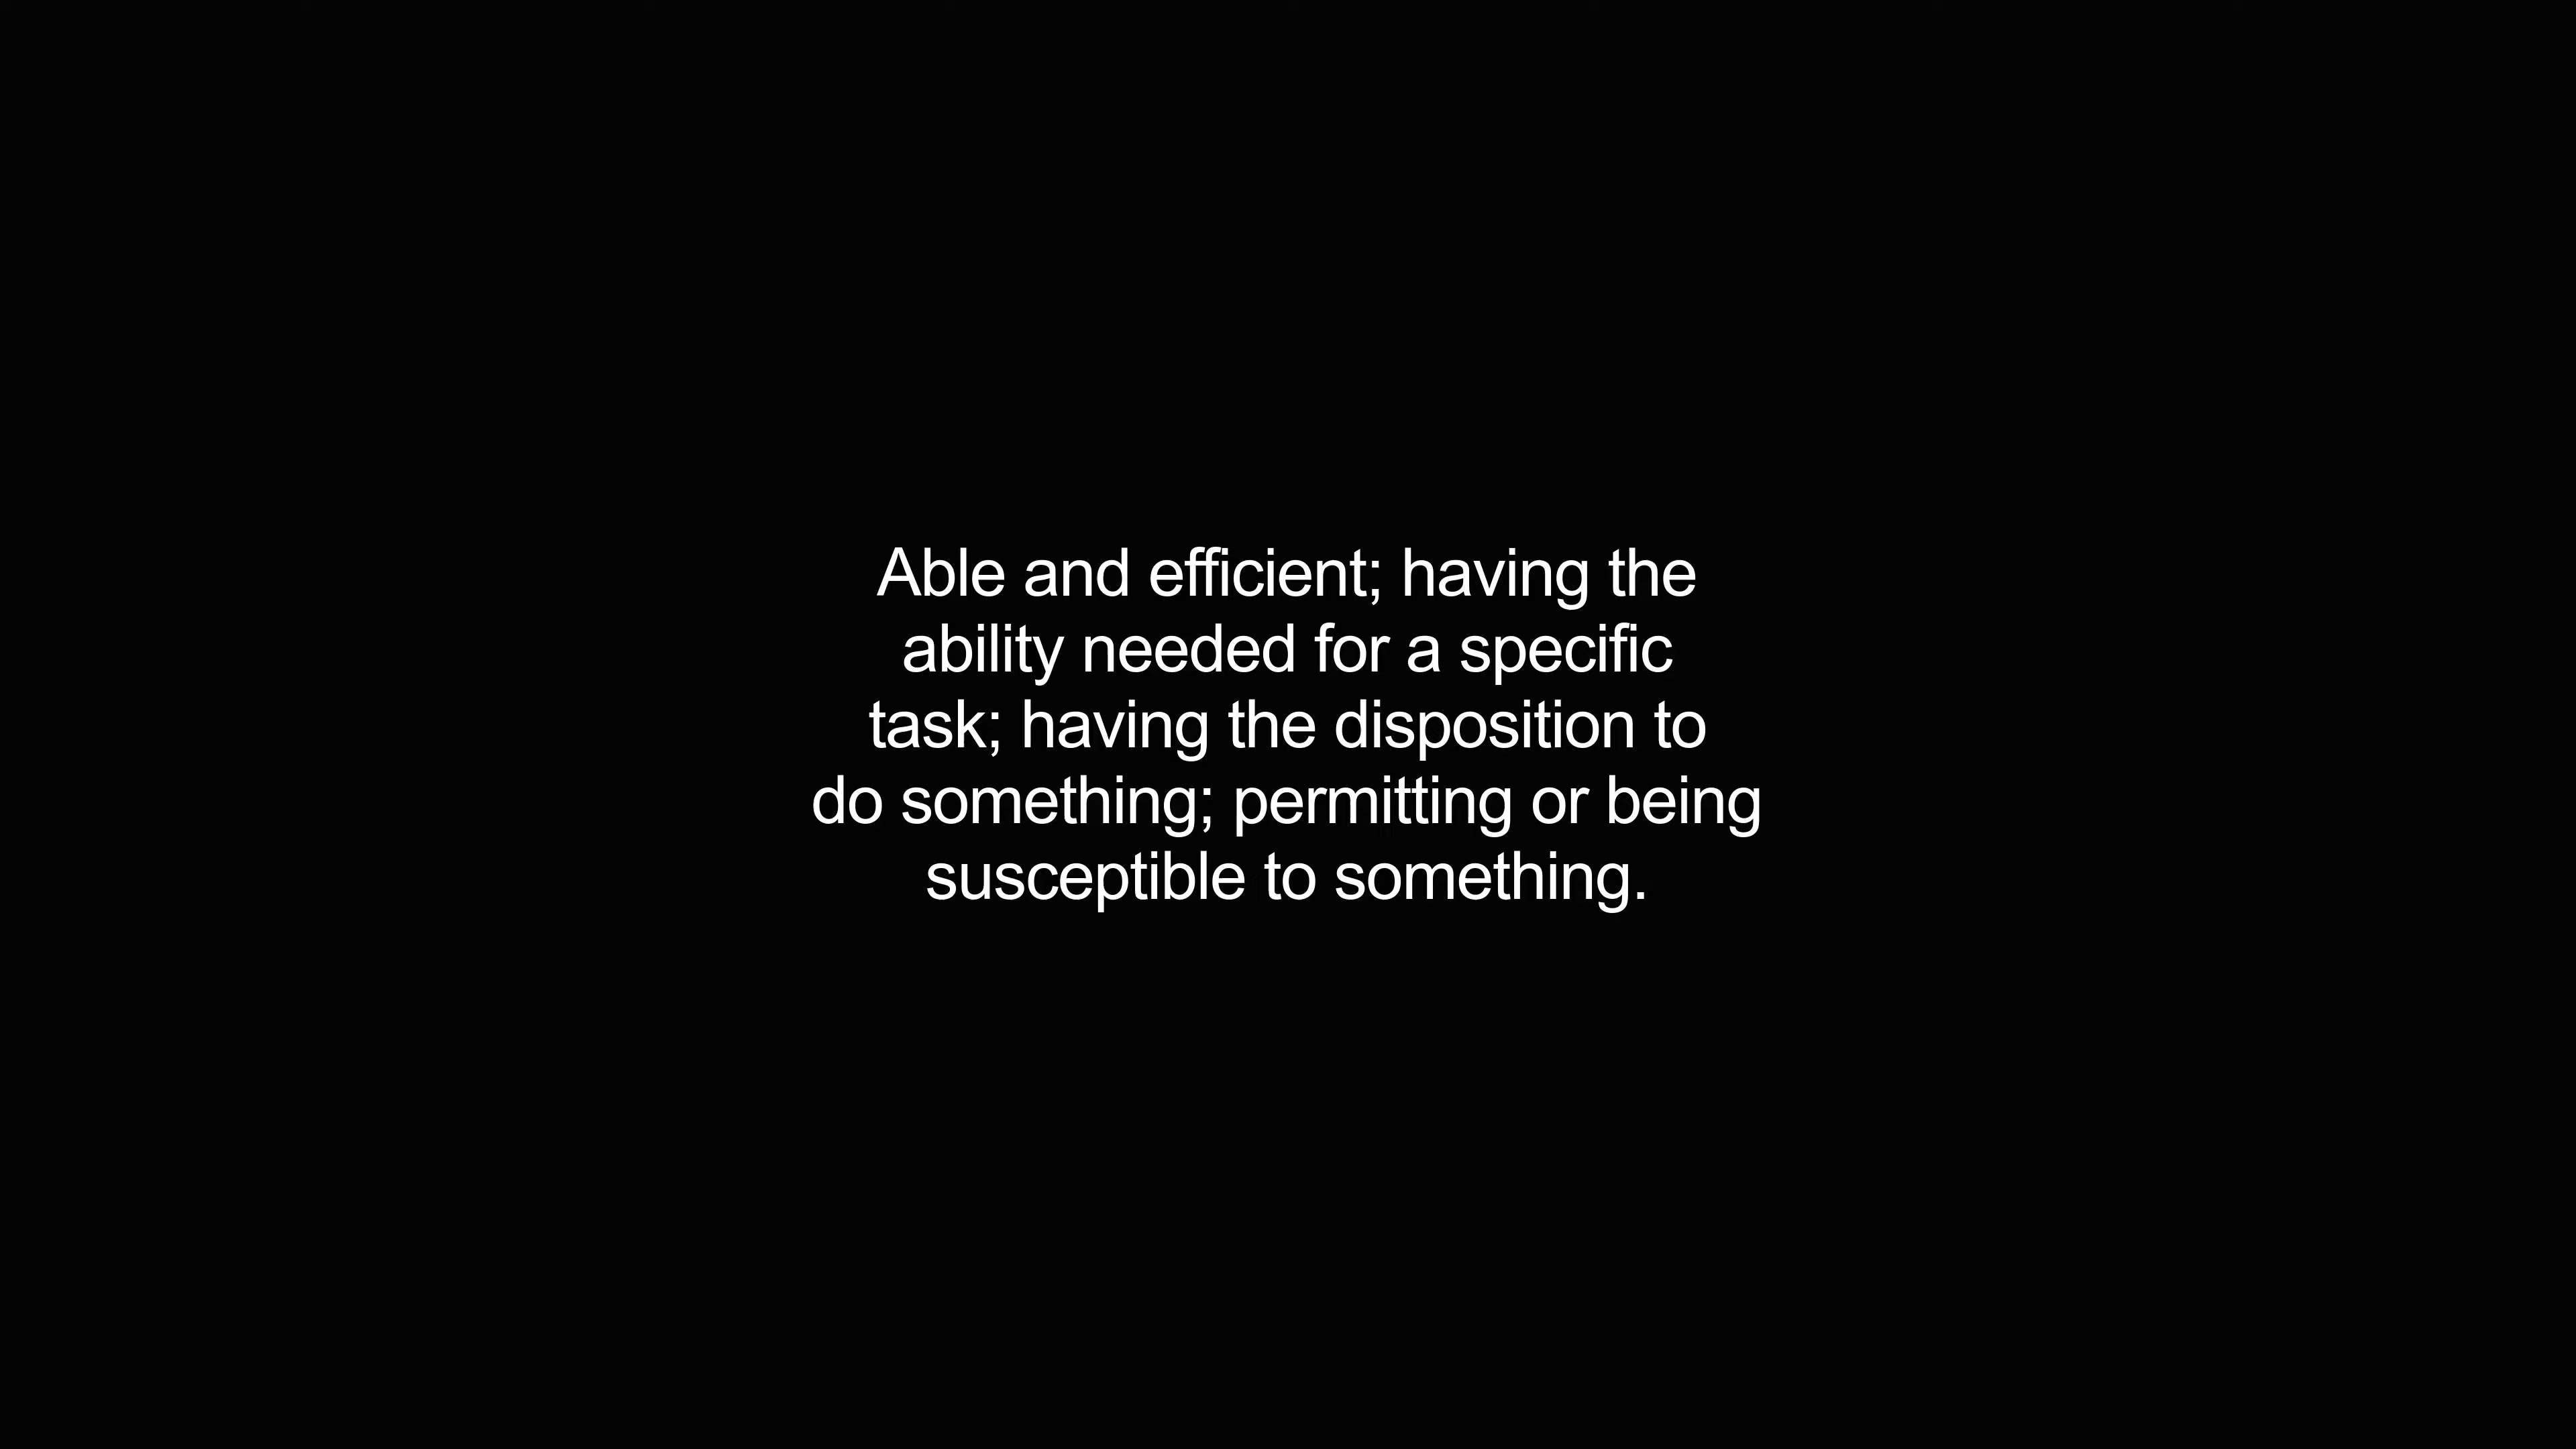 Able and efficient; having the
ability needed for a specific
task; having the disposition to
do something; permitting or being
susceptible to something.